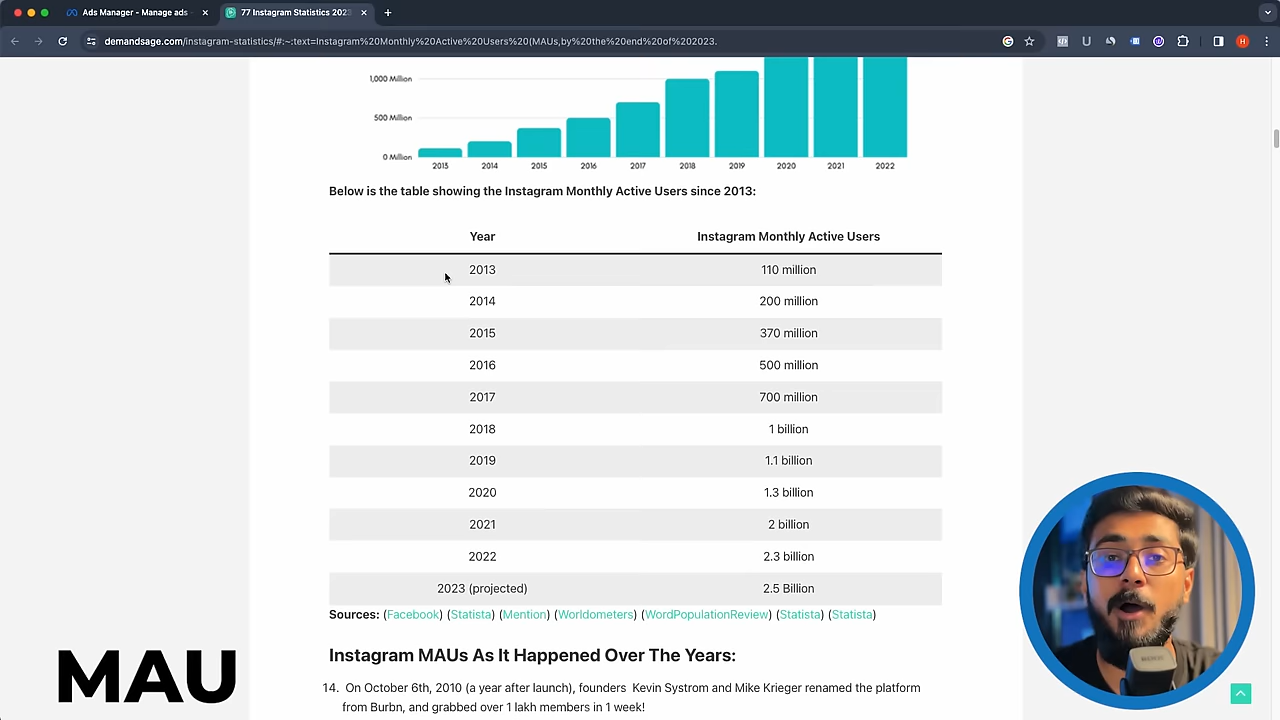 Ads Manager - Manage ads
77 Instagram Statistics 202
demandsage.com/instagram-statistics/#:~:text=Instagram%20Monthly%20Active%20Users%20(MAUs,by%20the%20end%20of%202023.
1,000 Million
500 Million
0 Million
2013 2014 2015 2016 2017 2018 2019 2020 2021 2022
Below is the table showing the Instagram Monthly Active Users since 2013:
Year Instagram Monthly Active Users
2013 110 million
2014 200 million
2015 370 million
2016 500 million
2017 700 million
2018 1 billion
2019 1.1 billion
2020 1.3 billion
2021 2 billion
2022 2.3 billion
2023 (projected) 2.5 Billion
Sources: (Facebook) (Statista) (Mention) (Worldometers) (WordPopulationReview) (Statista) (Statista)
Instagram MAUs As It Happened Over The Years:
14. On October 6th, 2010 (a year after launch), founders Kevin Systrom and Mike Krieger renamed the platform
from Burbn, and grabbed over 1 lakh members in 1 week!
MAU